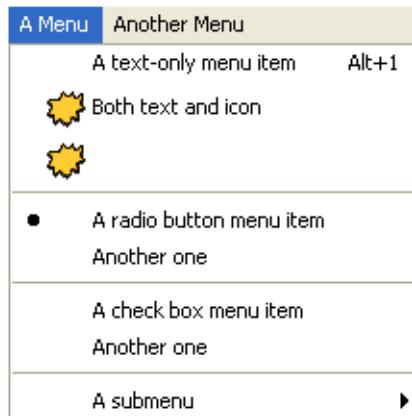 A Menu Another Menu
A text-only menu item Alt+1
Both text and icon
A radio button menu item
Another one
A check box menu item
Another one
A submenu